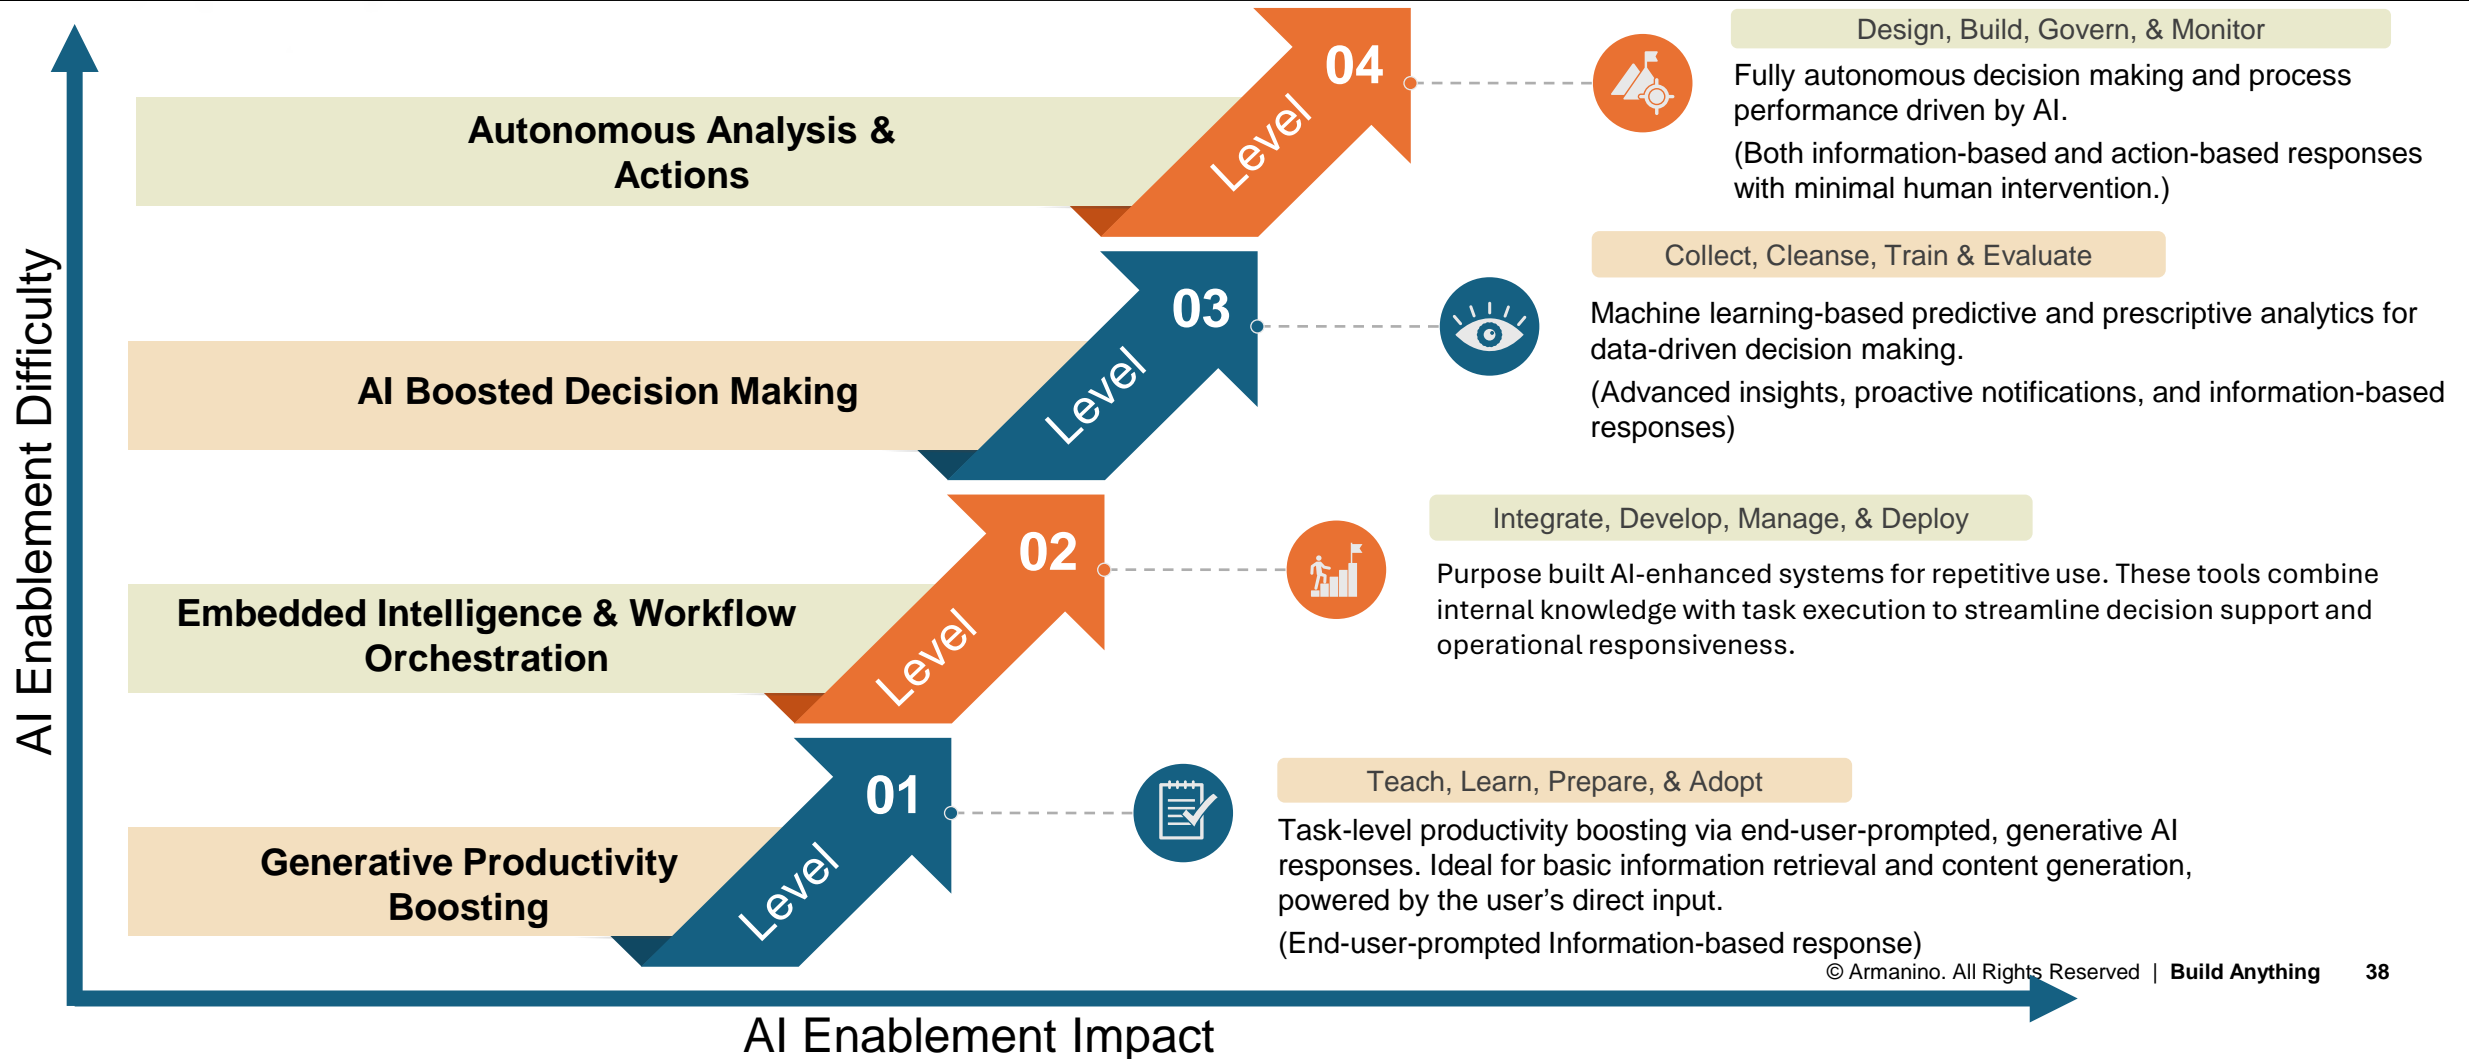 AI Enablement Difficulty
Autonomous Analysis &
Actions
Level
04
Design, Build, Govern, & Monitor
Fully autonomous decision making and process
performance driven by AI.
(Both information-based and action-based responses
with minimal human intervention.)
AI Boosted Decision Making
Level
03
Collect, Cleanse, Train & Evaluate
Machine learning-based predictive and prescriptive analytics for
data-driven decision making.
(Advanced insights, proactive notifications, and information-based
responses)
Embedded Intelligence & Workflow
Orchestration
Level
02
Integrate, Develop, Manage, & Deploy
Purpose built AI-enhanced systems for repetitive use. These tools combine
internal knowledge with task execution to streamline decision support and
operational responsiveness.
Generative Productivity
Boosting
Level
01
Teach, Learn, Prepare, & Adopt
Task-level productivity boosting via end-user-prompted, generative AI
responses. Ideal for basic information retrieval and content generation,
powered by the user’s direct input.
(End-user-prompted Information-based response)
© Armanino. All Rights Reserved | Build Anything 38
AI Enablement Impact